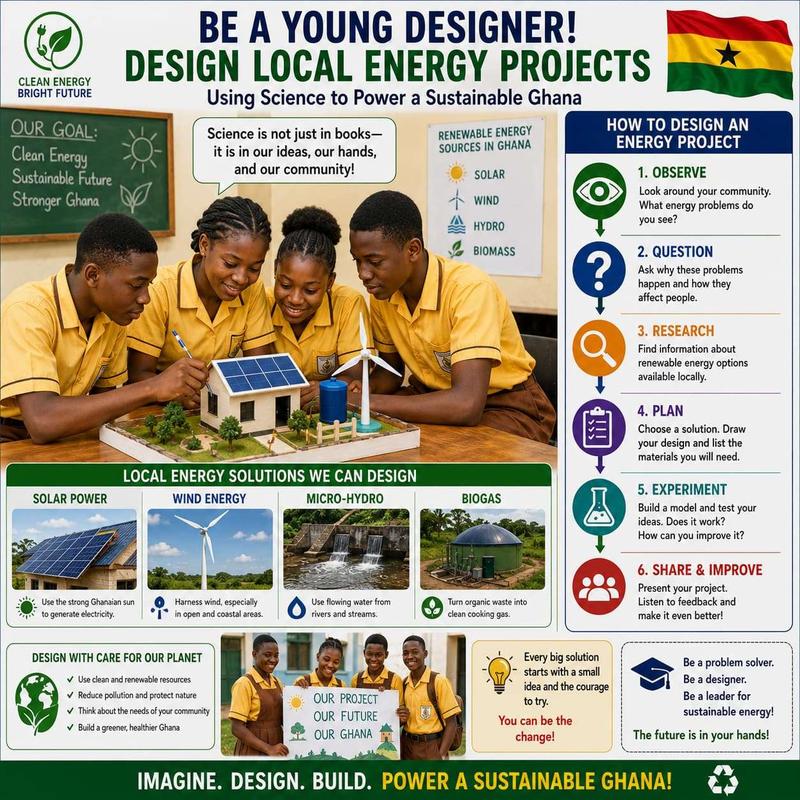 CLEAN ENERGY
BRIGHT FUTURE
BE A YOUNG DESIGNER!
DESIGN LOCAL ENERGY PROJECTS
Using Science to Power a Sustainable Ghana
OUR GOAL:
Clean Energy
Sustainable Future
Stronger Ghana
Science is not just in books—
it is in our ideas, our hands,
and our community!
RENEWABLE ENERGY
SOURCES IN GHANA
SOLAR
WIND
HYDRO
BIOMASS
HOW TO DESIGN AN
ENERGY PROJECT
1. OBSERVE
Look around your community.
What energy problems do
you see?
2. QUESTION
Ask why these problems
happen and how they
affect people.
3. RESEARCH
Find information about
renewable energy options
available locally.
4. PLAN
Choose a solution. Draw
your design and list the
materials you will need.
5. EXPERIMENT
Build a model and test your
ideas. Does it work?
How can you improve it?
6. SHARE & IMPROVE
Present your project.
Listen to feedback and
make it even better!
LOCAL ENERGY SOLUTIONS WE CAN DESIGN
SOLAR POWER
Use the strong Ghanaian sun
to generate electricity.
WIND ENERGY
Harness wind, especially
in open and coastal areas.
MICRO-HYDRO
Use flowing water from
rivers and streams.
BIOGAS
Turn organic waste into
clean cooking gas.
DESIGN WITH CARE FOR OUR PLANET
✓ Use clean and renewable resources
✓ Reduce pollution and protect nature
✓ Think about the needs of your community
✓ Build a greener, healthier Ghana
OUR PROJECT
OUR FUTURE
OUR GHANA
Every big solution
starts with a small
idea and the courage
to try.
You can be the
change!
Be a problem solver.
Be a designer.
Be a leader for
sustainable energy!
The future is in your hands!
IMAGINE. DESIGN. BUILD. POWER A SUSTAINABLE GHANA!